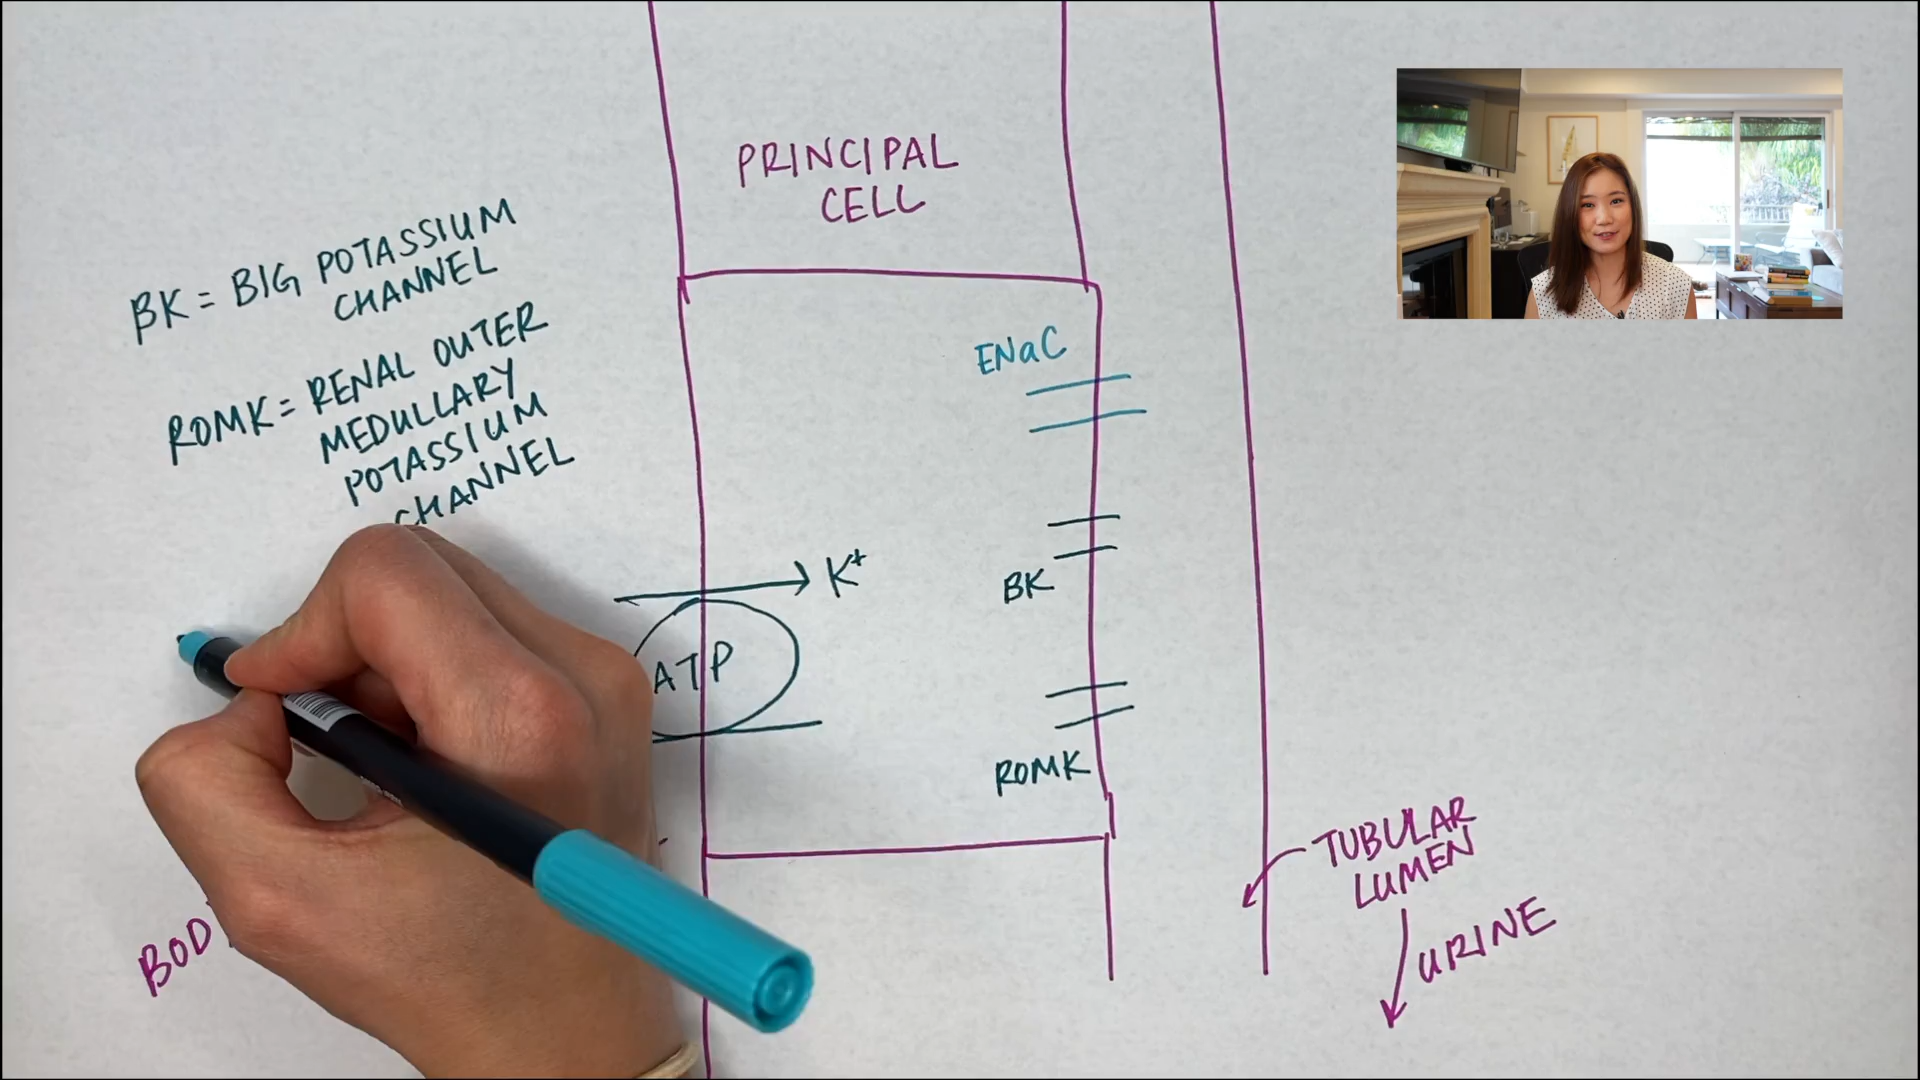 PRINCIPAL
CELL
BK = BIG POTASSIUM
CHANNEL
ROMK = RENAL OUTER
MEDULLARY
POTASSIUM
CHANNEL
ENaC
BK
K+
ATP
ROMK
TUBULAR
LUMEN
URINE
BOD